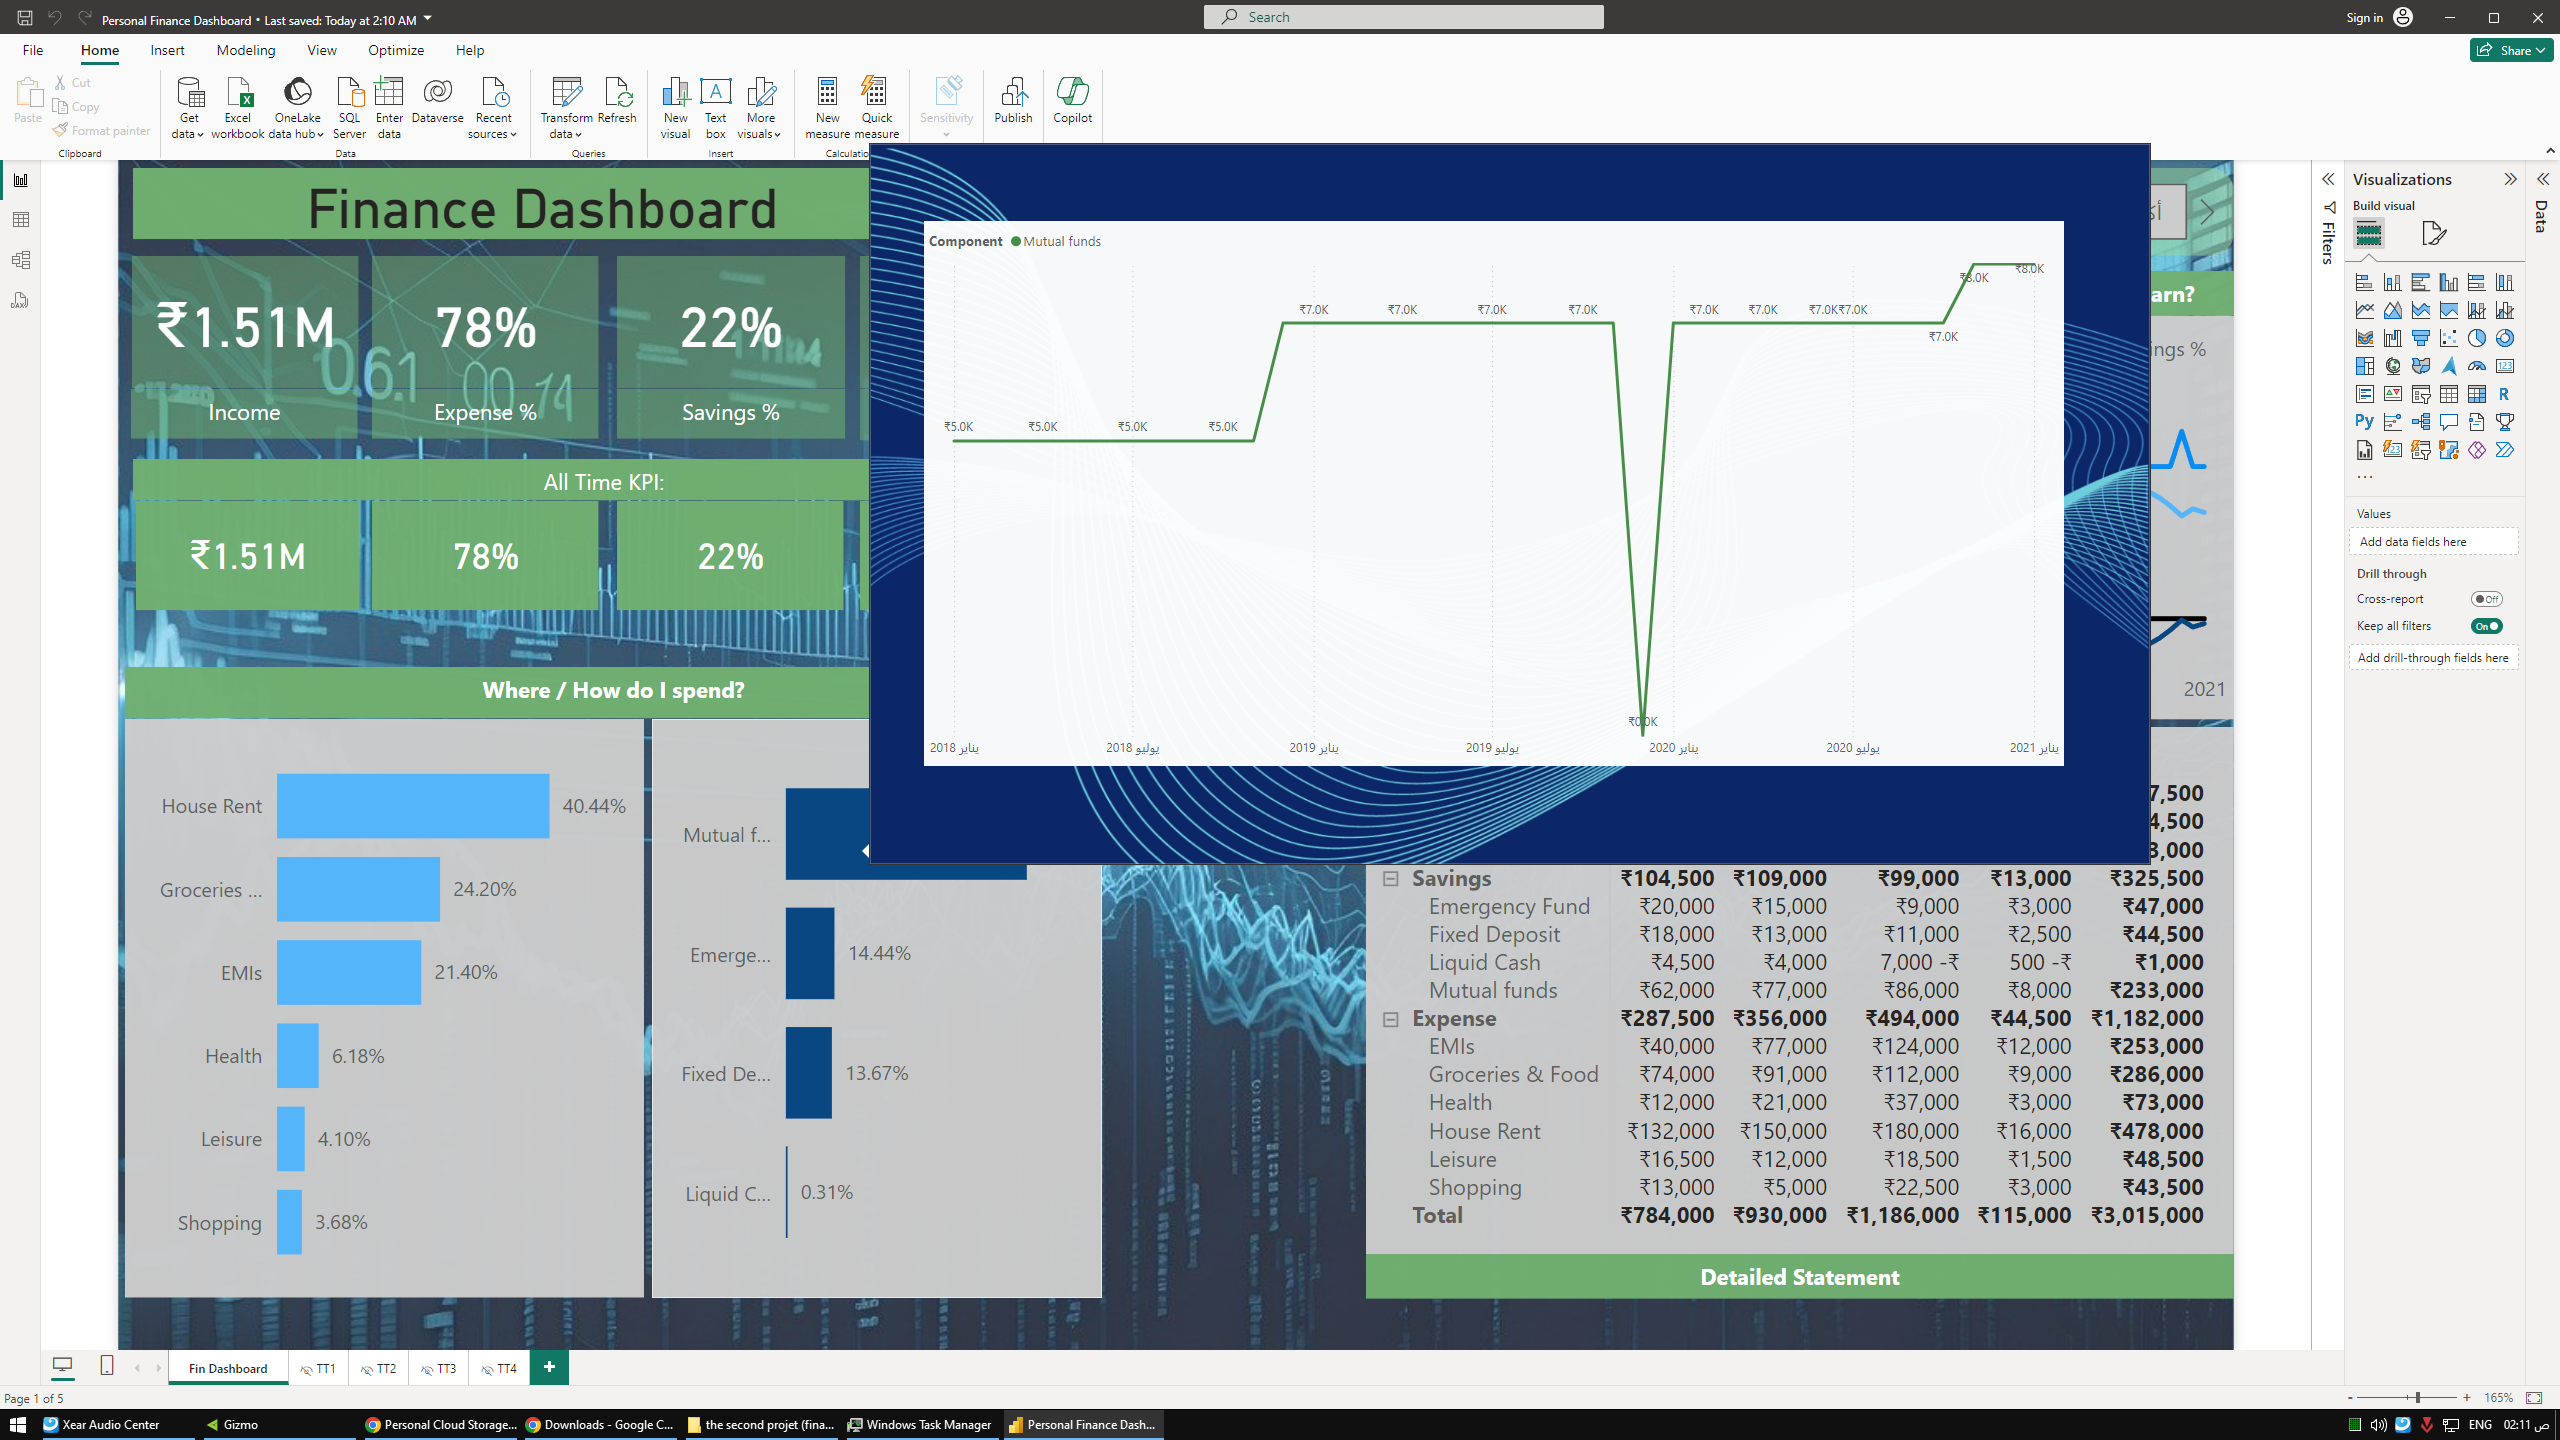 Personal Finance Dashboard • Last saved: Today at 2:10 AM
Search
Sign in
File Home Insert Modeling View Optimize Help
Share
Paste
Cut
Copy
Format painter
Clipboard
Get data
Excel workbook
OneLake data hub
SQL Server
Enter data
Dataverse
Recent sources
Data
Transform data
Refresh
Queries
New visual
Text box
More visuals
Insert
New measure
Quick measure
Calculatio
Sensitivity
Publish
Copilot
Finance Dashboard
₹1.51M
Income
78%
Expense %
22%
Savings %
All Time KPI:
₹1.51M 78% 22%
Where / How do I spend?
House Rent 40.44%
Groceries ... 24.20%
EMIs 21.40%
Health 6.18%
Leisure 4.10%
Shopping 3.68%
Mutual f...
Emerge... 14.44%
Fixed De... 13.67%
Liquid C... 0.31%
Component Mutual funds
₹5.0K ₹5.0K ₹5.0K ₹5.0K ₹7.0K ₹7.0K ₹7.0K ₹7.0K ₹0.0K ₹7.0K ₹7.0K ₹7.0K ₹7.0K ₹7.0K ₹8.0K ₹8.0K
يناير 2018 يوليو 2018 يناير 2019 يوليو 2019 يناير 2020 يوليو 2020 يناير 2021
arn?
ings %
2021
7,500
4,500
3,000
Savings ₹104,500 ₹109,000 ₹99,000 ₹13,000 ₹325,500
Emergency Fund ₹20,000 ₹15,000 ₹9,000 ₹3,000 ₹47,000
Fixed Deposit ₹18,000 ₹13,000 ₹11,000 ₹2,500 ₹44,500
Liquid Cash ₹4,500 ₹4,000 7,000 -₹ 500 -₹ ₹1,000
Mutual funds ₹62,000 ₹77,000 ₹86,000 ₹8,000 ₹233,000
Expense ₹287,500 ₹356,000 ₹494,000 ₹44,500 ₹1,182,000
EMIs ₹40,000 ₹77,000 ₹124,000 ₹12,000 ₹253,000
Groceries & Food ₹74,000 ₹91,000 ₹112,000 ₹9,000 ₹286,000
Health ₹12,000 ₹21,000 ₹37,000 ₹3,000 ₹73,000
House Rent ₹132,000 ₹150,000 ₹180,000 ₹16,000 ₹478,000
Leisure ₹16,500 ₹12,000 ₹18,500 ₹1,500 ₹48,500
Shopping ₹13,000 ₹5,000 ₹22,500 ₹3,000 ₹43,500
Total ₹784,000 ₹930,000 ₹1,186,000 ₹115,000 ₹3,015,000
Detailed Statement
Filters
Visualizations
Build visual
Values
Add data fields here
Drill through
Cross-report Off
Keep all filters On
Add drill-through fields here
Data
Fin Dashboard TT1 TT2 TT3 TT4
Page 1 of 5
165%
Xear Audio Center
Gizmo
Personal Cloud Storage...
Downloads - Google C...
the second projet (fina...
Windows Task Manager
Personal Finance Dash...
ENG
02:11 ص